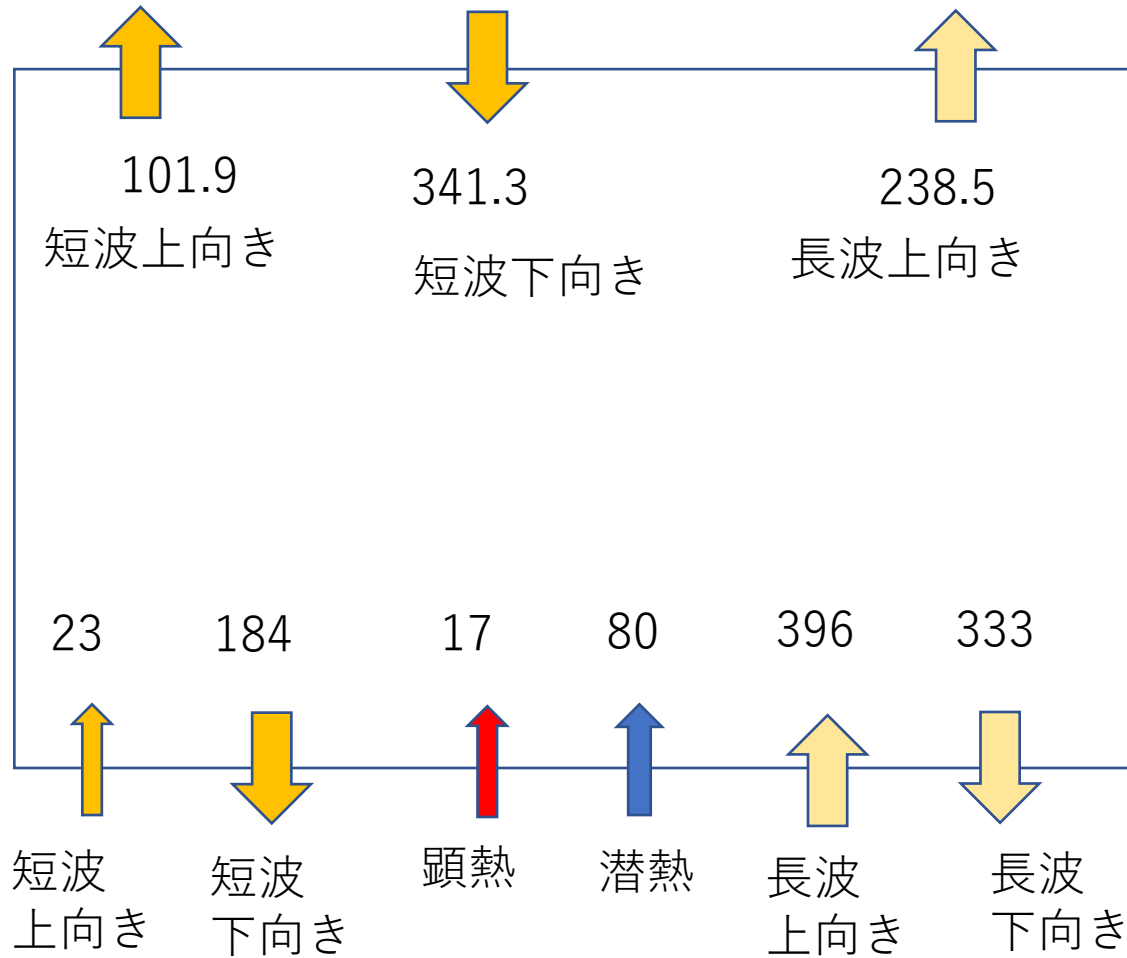 101.9
短波上向き
341.3
短波下向き
238.5
長波上向き
23
184
17
80
396
333
短波
上向き
短波
下向き
顕熱
潜熱
長波
上向き
長波
下向き